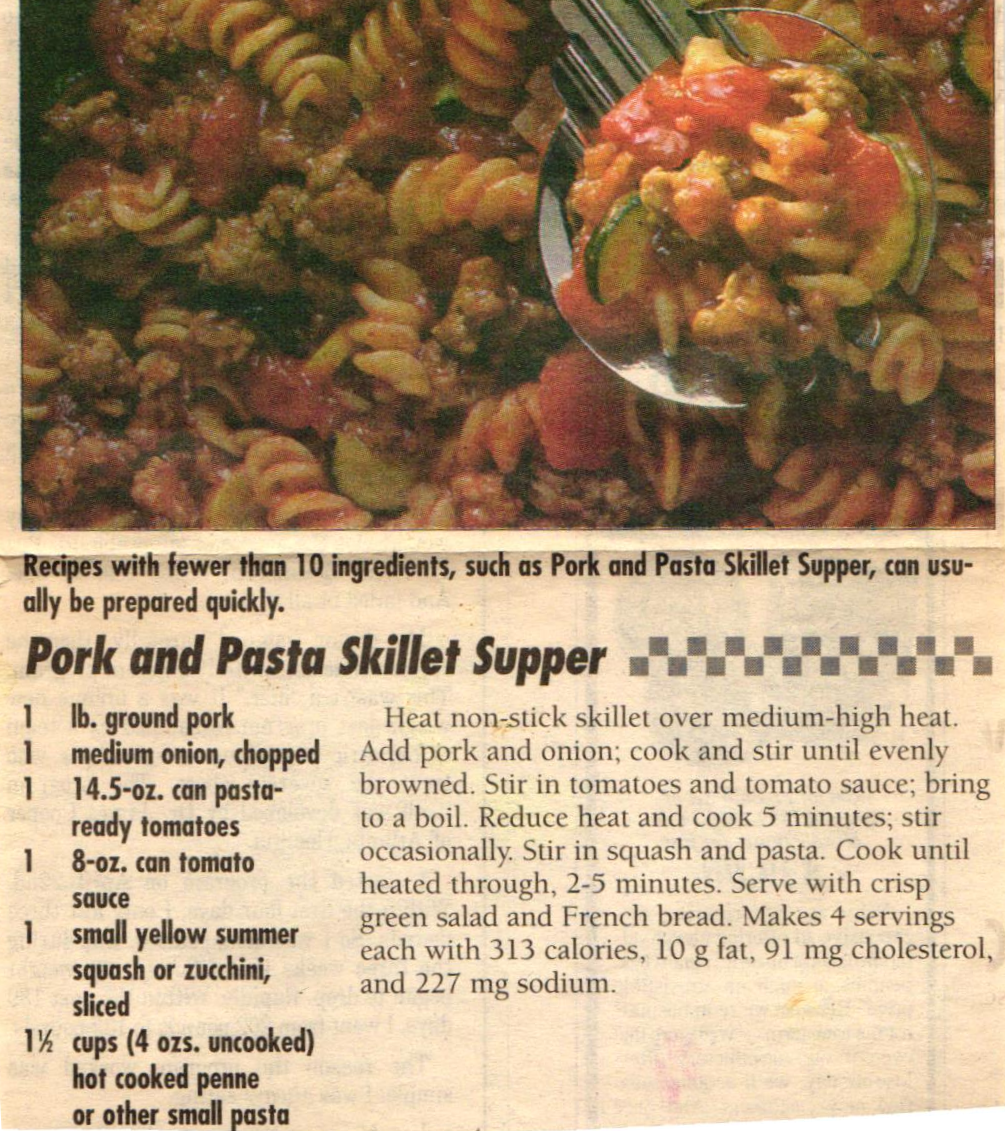 Recipes with fewer than 10 ingredients, such as Pork and Pasta Skillet Supper, can usu-
ally be prepared quickly.
Pork and Pasta Skillet Supper
1 lb. ground pork
1 medium onion, chopped
1 14.5-oz. can pasta-
ready tomatoes
1 8-oz. can tomato
sauce
1 small yellow summer
squash or zucchini,
sliced
1½ cups (4 ozs. uncooked)
hot cooked penne
or other small pasta
Heat non-stick skillet over medium-high heat.
Add pork and onion; cook and stir until evenly
browned. Stir in tomatoes and tomato sauce; bring
to a boil. Reduce heat and cook 5 minutes; stir
occasionally. Stir in squash and pasta. Cook until
heated through, 2-5 minutes. Serve with crisp
green salad and French bread. Makes 4 servings
each with 313 calories, 10 g fat, 91 mg cholesterol,
and 227 mg sodium.